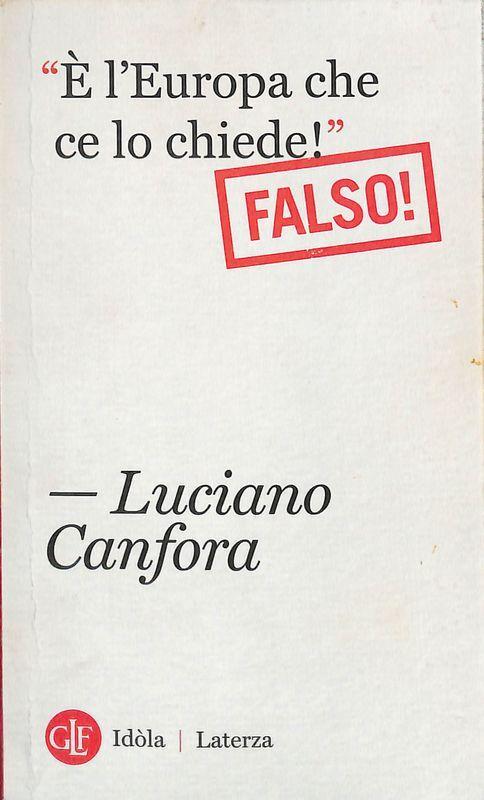 “È l’Europa che
ce lo chiede!”
FALSO!
— Luciano
Canfora
GLF Idòla | Laterza